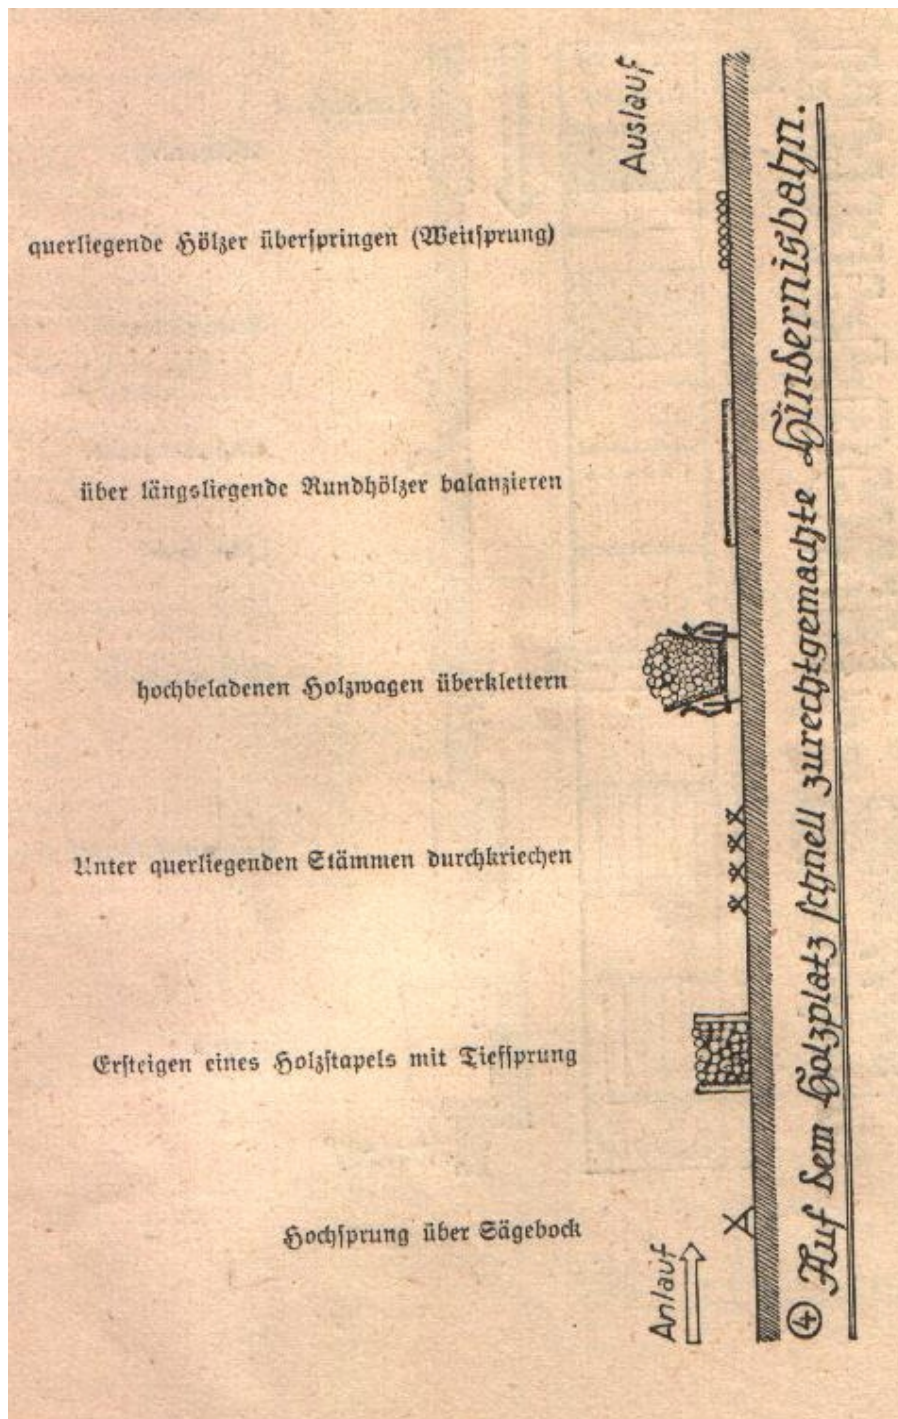 Auslauf
querliegende Hölzer überspringen (Weitsprung)
über längsliegende Rundhölzer balanzieren
hochbeladenen Holzwagen überklettern
Unter querliegenden Stämmen durchkriechen
Ersteigen eines Holzstapels mit Tiefsprung
Hochsprung über Sägebock
Anlauf
④ Auf dem Holzplatz schnell zurechtgemachte Hindernisbahn.